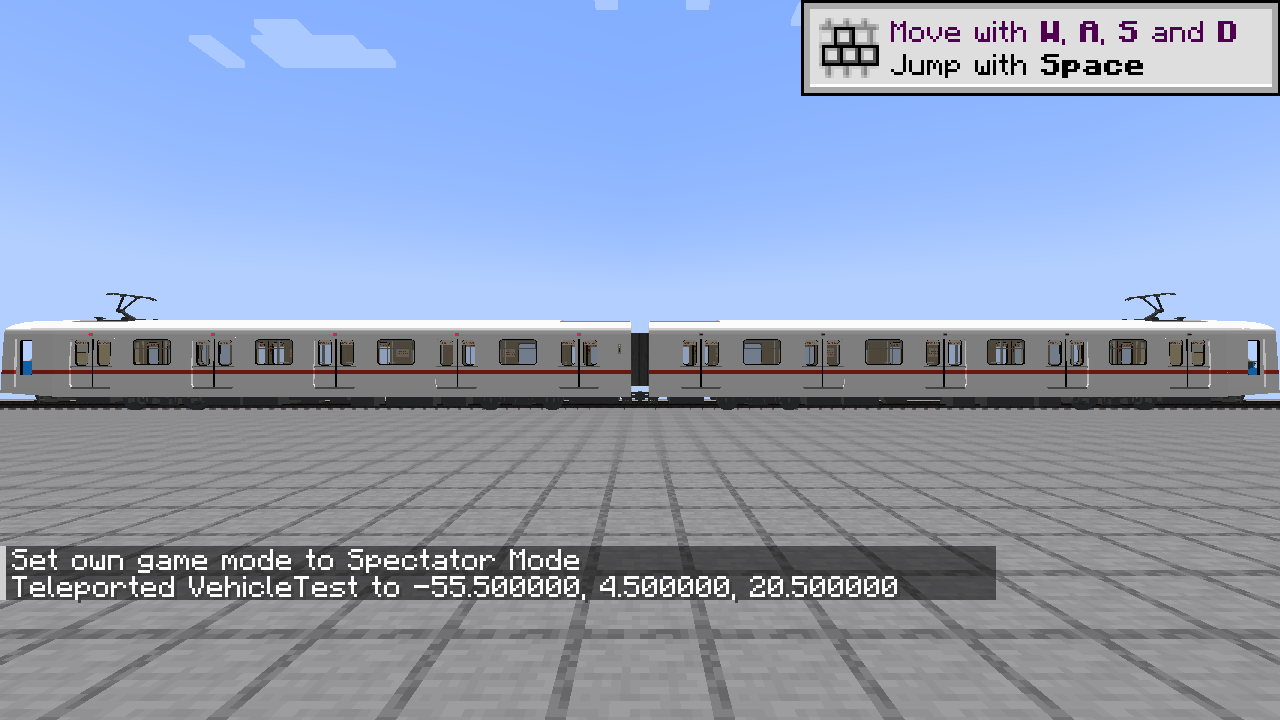 Move with W, A, S and D
Jump with Space
Set own game mode to Spectator Mode
Teleported VehicleTest to -55.500000, 4.500000, 20.500000